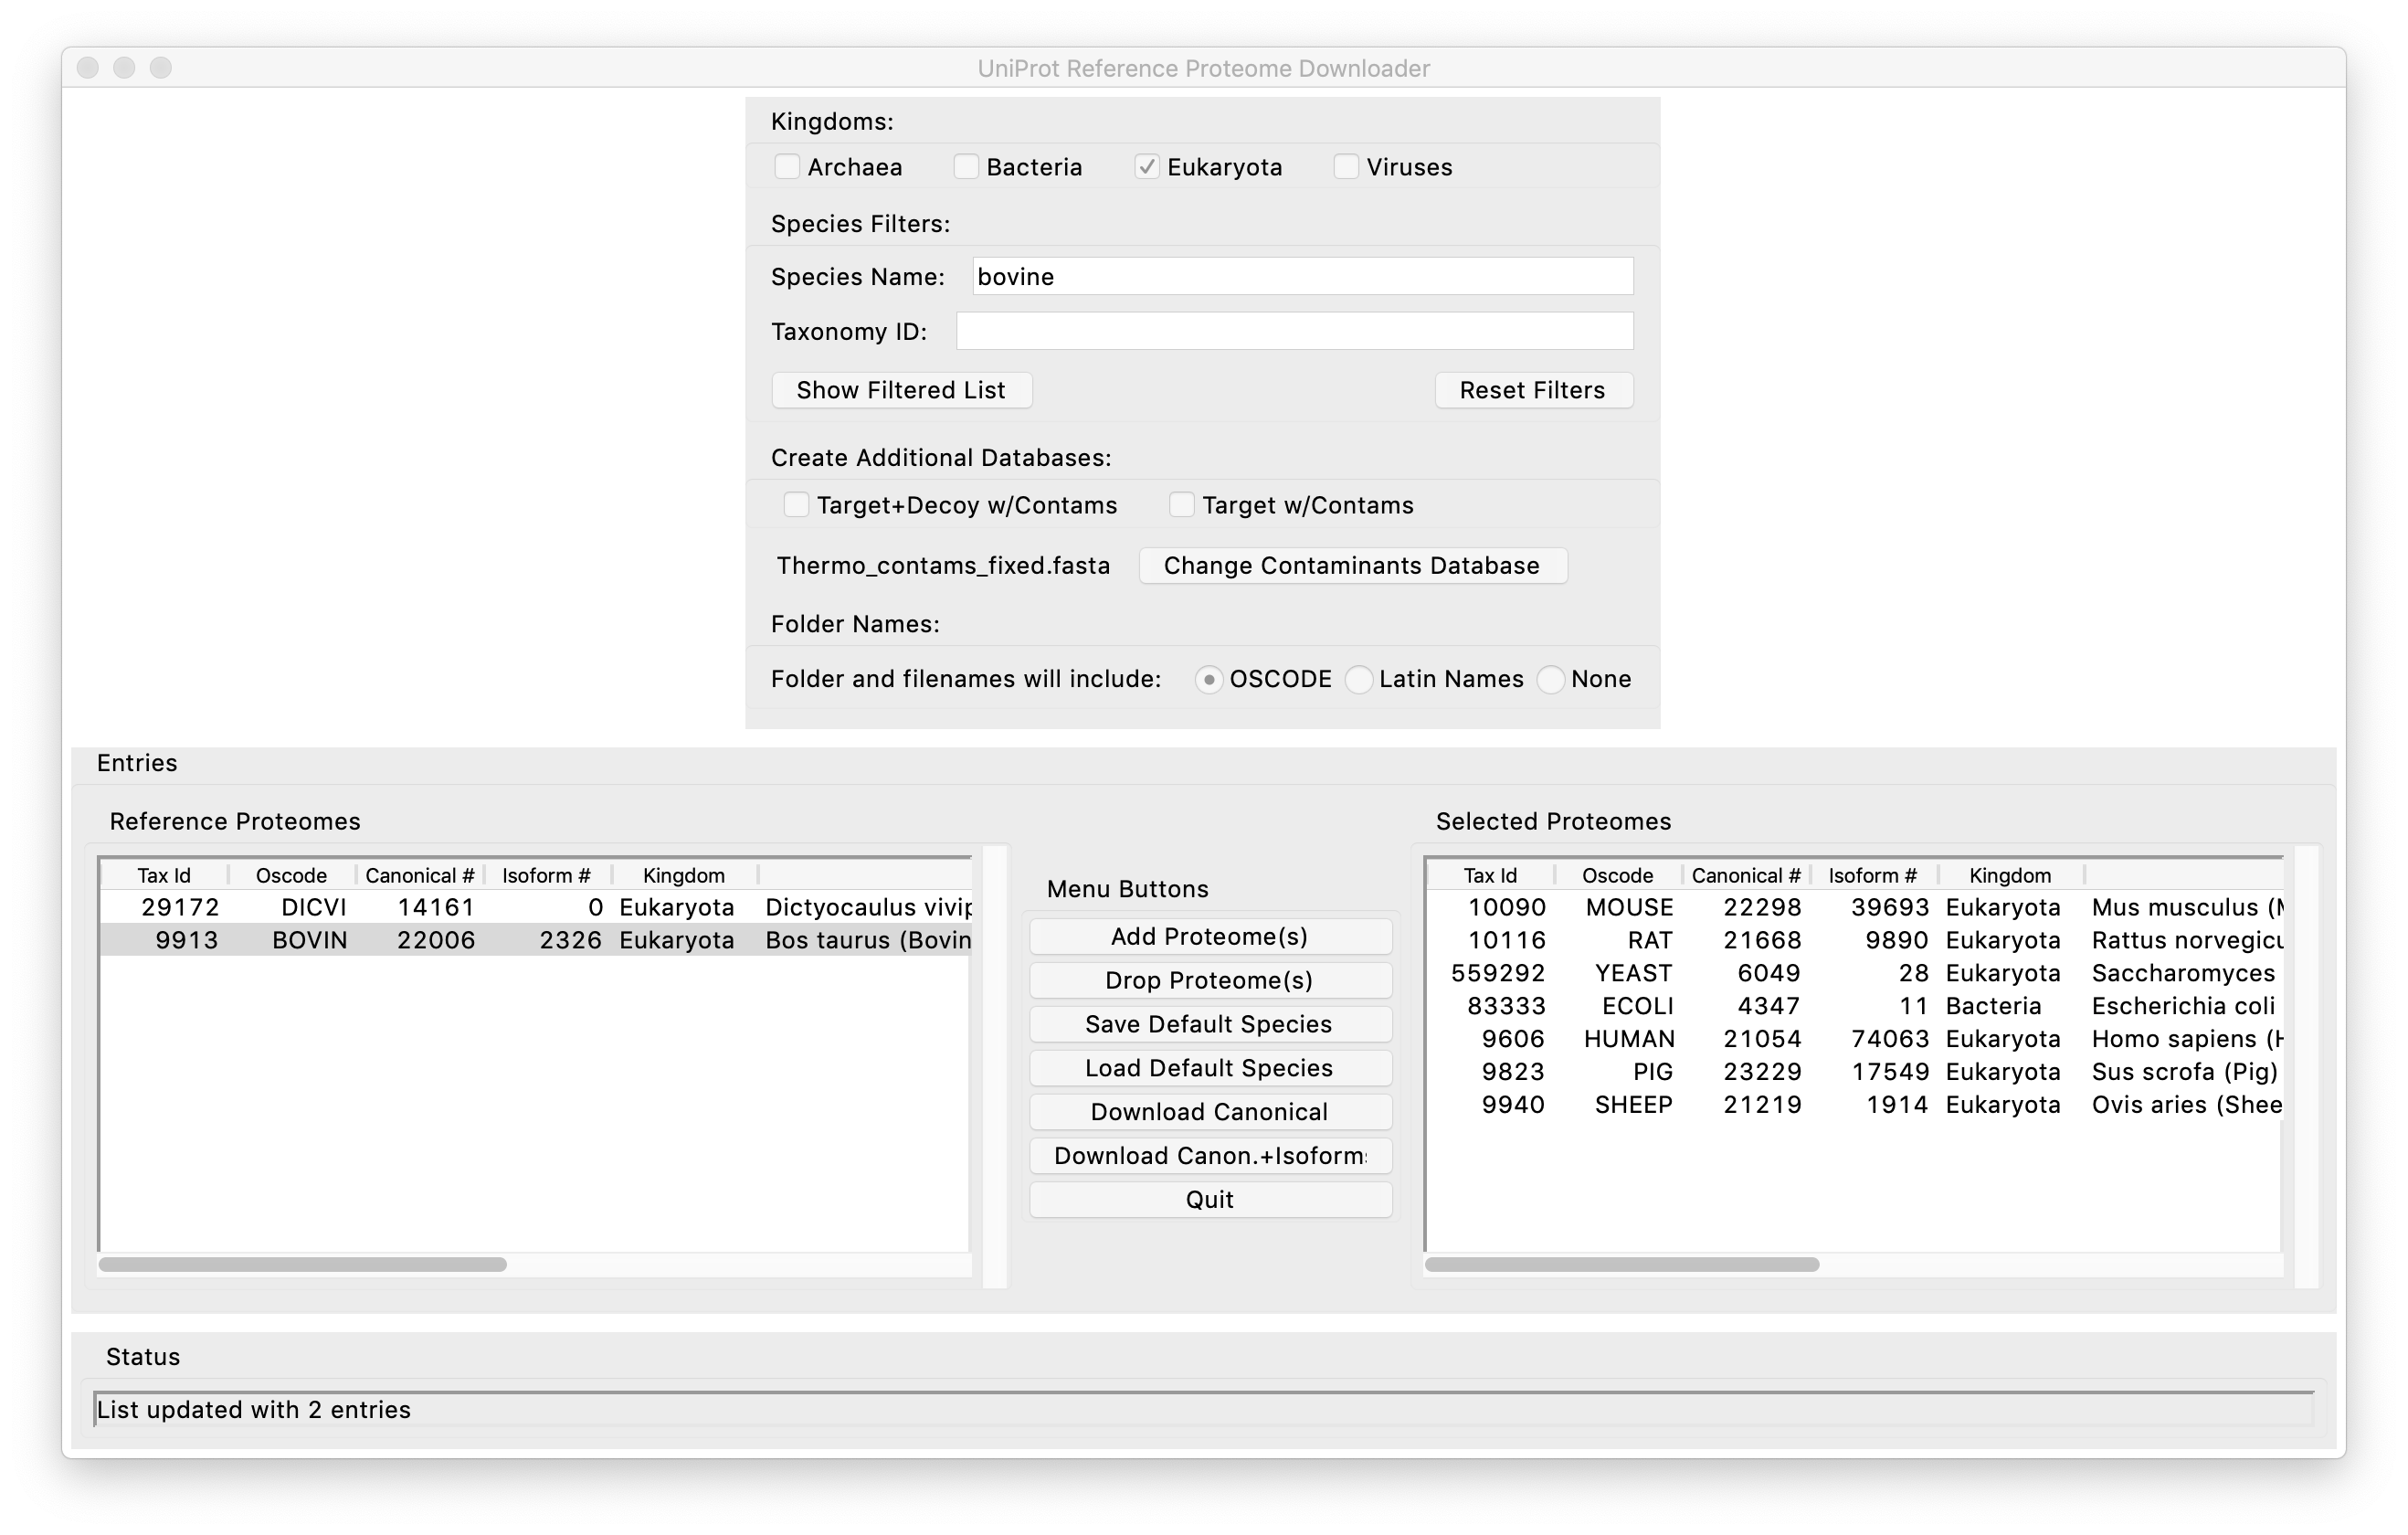 UniProt Reference Proteome Downloader
Kingdoms:
Archaea Bacteria Eukaryota Viruses
Species Filters:
Species Name: bovine
Taxonomy ID:
Show Filtered List Reset Filters
Create Additional Databases:
Target+Decoy w/Contams Target w/Contams
Thermo_contams_fixed.fasta Change Contaminants Database
Folder Names:
Folder and filenames will include: OSCODE Latin Names None
Entries
Reference Proteomes
Tax Id Oscode Canonical # Isoform # Kingdom
29172 DICVI 14161 0 Eukaryota Dictyocaulus vivip
9913 BOVIN 22006 2326 Eukaryota Bos taurus (Bovin
Menu Buttons
Add Proteome(s)
Drop Proteome(s)
Save Default Species
Load Default Species
Download Canonical
Download Canon.+Isoforms
Quit
Selected Proteomes
Tax Id Oscode Canonical # Isoform # Kingdom
10090 MOUSE 22298 39693 Eukaryota Mus musculus (M
10116 RAT 21668 9890 Eukaryota Rattus norvegicu
559292 YEAST 6049 28 Eukaryota Saccharomyces
83333 ECOLI 4347 11 Bacteria Escherichia coli
9606 HUMAN 21054 74063 Eukaryota Homo sapiens (H
9823 PIG 23229 17549 Eukaryota Sus scrofa (Pig)
9940 SHEEP 21219 1914 Eukaryota Ovis aries (Shee
Status
List updated with 2 entries